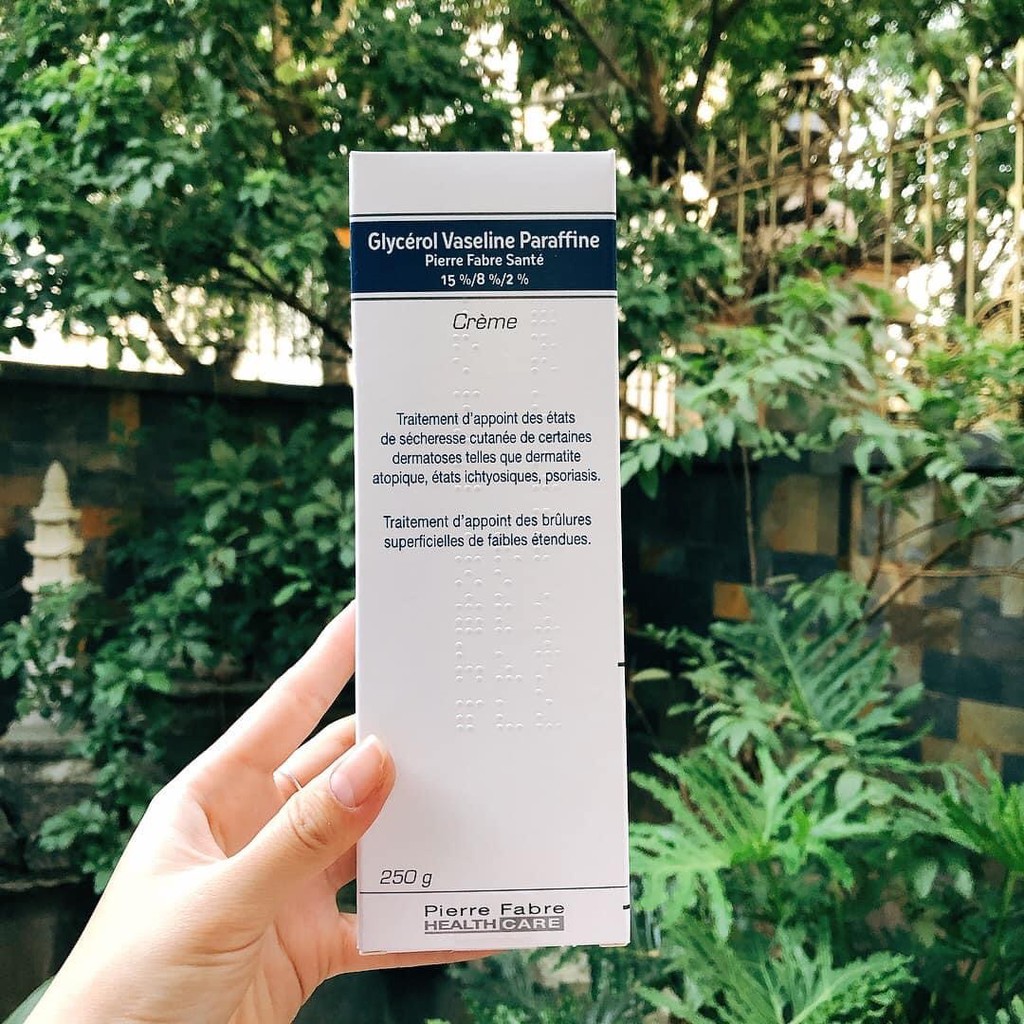 Glycérol Vaseline Paraffine
Pierre Fabre Santé
15 %/8 %/2 %
Crème
Traitement d'appoint des états
de sécheresse cutanée de certaines
dermatoses telles que dermatite
atopique, états ichtyosiques, psoriasis.
Traitement d'appoint des brûlures
superficielles de faibles étendues.
250 g
Pierre Fabre
HEALTH CARE